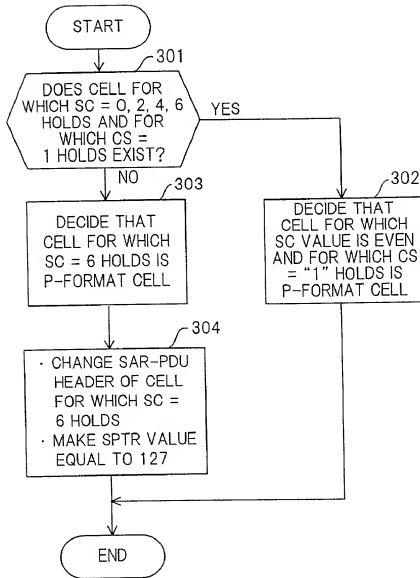 START
301
DOES CELL FOR
WHICH SC = 0, 2, 4, 6
HOLDS AND FOR
WHICH CS =
1 HOLDS EXIST?
YES
NO
303
DECIDE THAT
CELL FOR WHICH
SC = 6 HOLDS IS
P-FORMAT CELL
302
DECIDE THAT
CELL FOR WHICH
SC VALUE IS EVEN
AND FOR WHICH CS
= "1" HOLDS IS
P-FORMAT CELL
304
· CHANGE SAR-PDU
HEADER OF CELL
FOR WHICH SC =
6 HOLDS
· MAKE SPTR VALUE
EQUAL TO 127
END